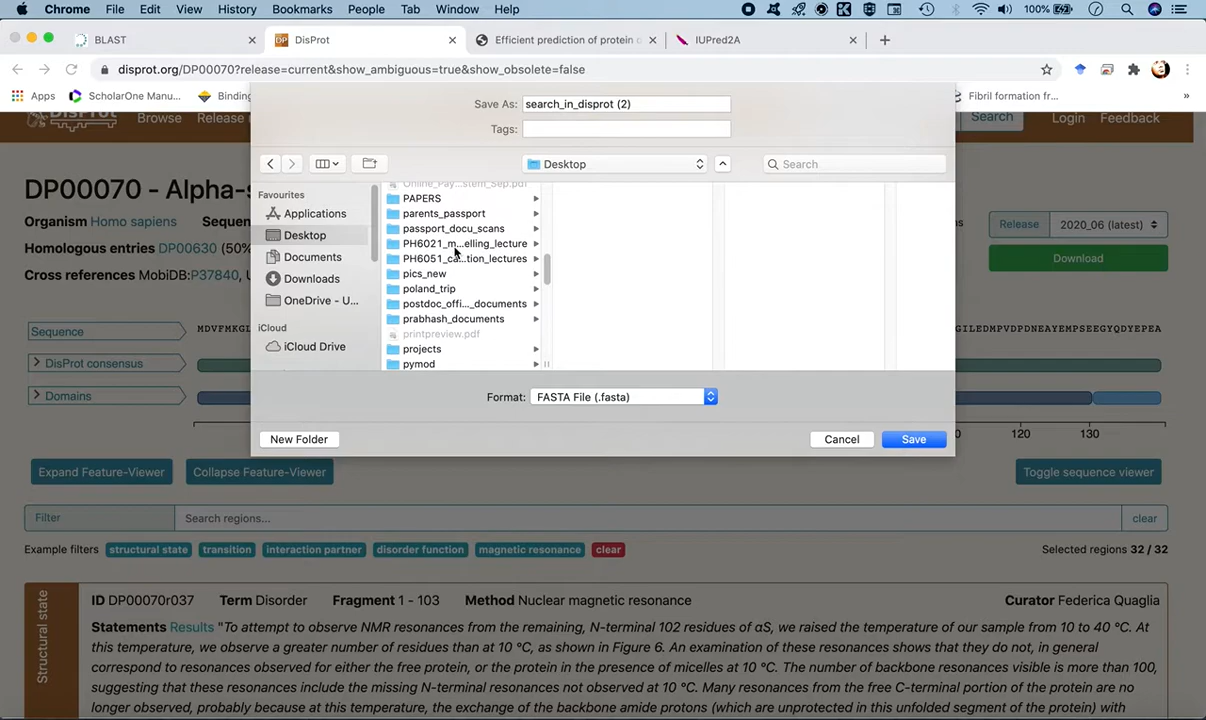 Chrome File Edit View History Bookmarks People Tab Window Help 100%
BLAST DisProt Efficient prediction of protein IUPred2A
disprot.org/DP00070?release=current&show_ambiguous=true&show_obsolete=false
Apps ScholarOne Manu... Binding Fibril formation fr... »
DisProt Browse Release Search Login Feedback
Save As: search_in_disprot (2)
Tags:
Desktop Search
DP00070 - Alpha-s
Organism Homo sapiens Sequen
Homologous entries DP00630 (50%
Cross references MobiDB:P37840,
Release 2020_06 (latest)
Download
Favourites
Applications
Desktop
Documents
Downloads
OneDrive - U...
iCloud
iCloud Drive
Online_Pay...stem_Sep.pdf
PAPERS
parents_passport
passport_docu_scans
PH6021_m...elling_lecture
PH6051_ca...tion_lectures
pics_new
poland_trip
postdoc_offi..._documents
prabhash_documents
printpreview.pdf
projects
pymod
Format: FASTA File (.fasta)
New Folder Cancel Save
Sequence MDVFMKGL GILEDMPVDPDNEAYEMPSEEGYQDYEPEA
DisProt consensus
Domains
0 120 130
Expand Feature-Viewer Collapse Feature-Viewer Toggle sequence viewer
Filter Search regions... clear
Example filters structural state transition interaction partner disorder function magnetic resonance clear Selected regions 32 / 32
Structural state
ID DP00070r037 Term Disorder Fragment 1 - 103 Method Nuclear magnetic resonance Curator Federica Quaglia
Statements Results "To attempt to observe NMR resonances from the remaining, N-terminal 102 residues of αS, we raised the temperature of our sample from 10 to 40 °C. At
this temperature, we observe a greater number of residues than at 10 °C, as shown in Figure 6. An examination of these resonances shows that they do not, in general
correspond to resonances observed for either the free protein, or the protein in the presence of micelles at 10 °C. The number of backbone resonances visible is more than 100,
suggesting that these resonances include the missing N-terminal resonances not observed at 10 °C. Many resonances from the free C-terminal portion of the protein are no
longer observed, probably because at this temperature, the exchange of the backbone amide protons (which are unprotected in this unfolded segment of the protein) with